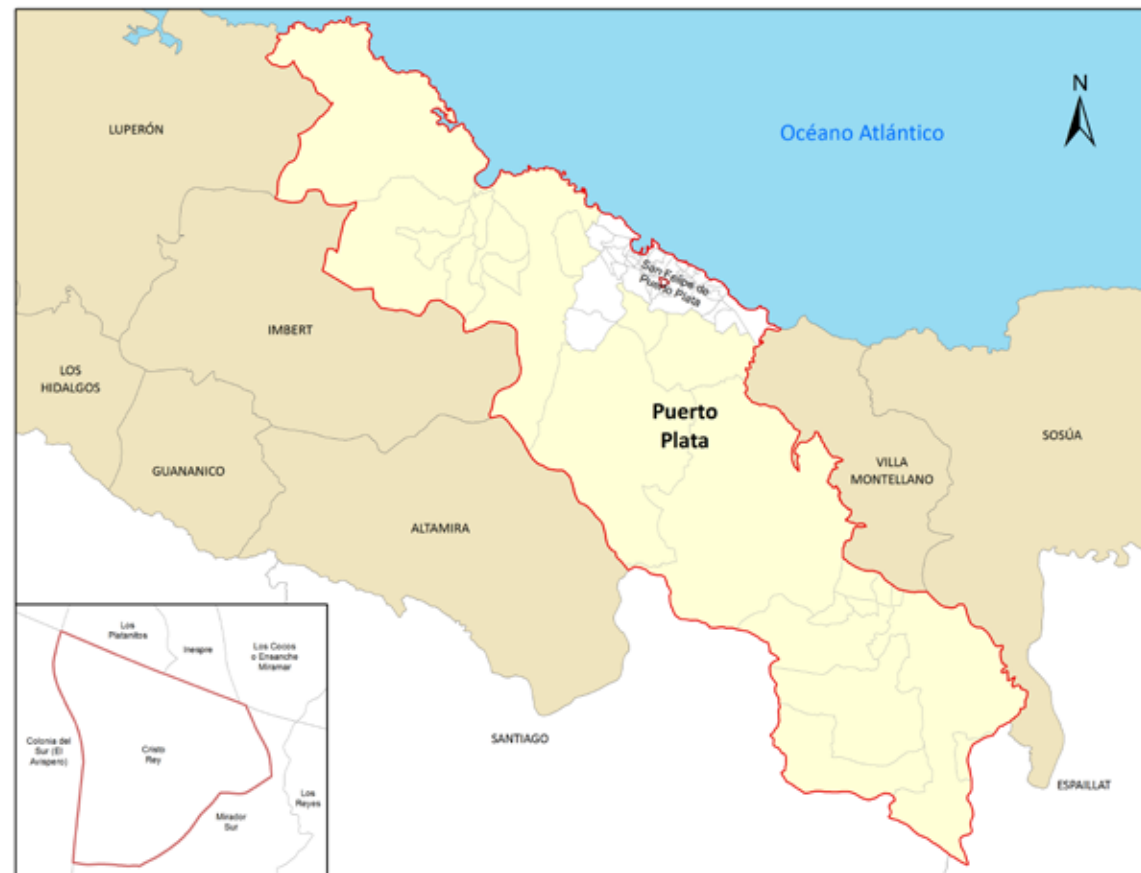 N
LUPERÓN
Océano Atlántico
San Felipe de
Puerto Plata
IMBERT
LOS
HIDALGOS
Puerto
Plata
SOSÚA
GUANANICO
VILLA
MONTELLANO
ALTAMIRA
SANTIAGO
ESPAILLAT
Los
Platanitos
Inespre
Los Cocos
o Ensanche
Miramar
Colonia del
Sur (El
Avispero)
Cristo
Rey
Los
Reyes
Mirador
Sur